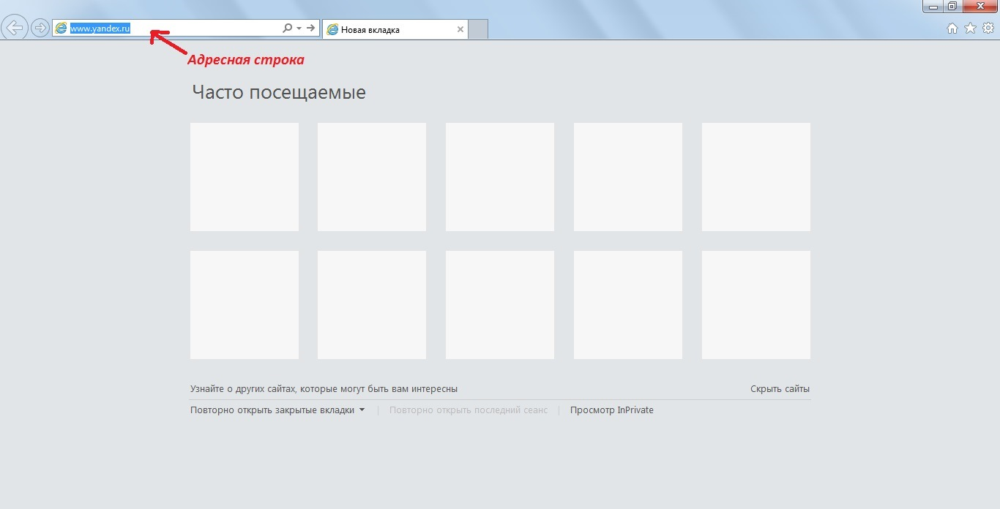 www.yandex.ru
Новая вкладка
Адресная строка
Часто посещаемые
Узнайте о других сайтах, которые могут быть вам интересны
Скрыть сайты
Повторно открыть закрытые вкладки
Повторно открыть последний сеанс
Просмотр InPrivate